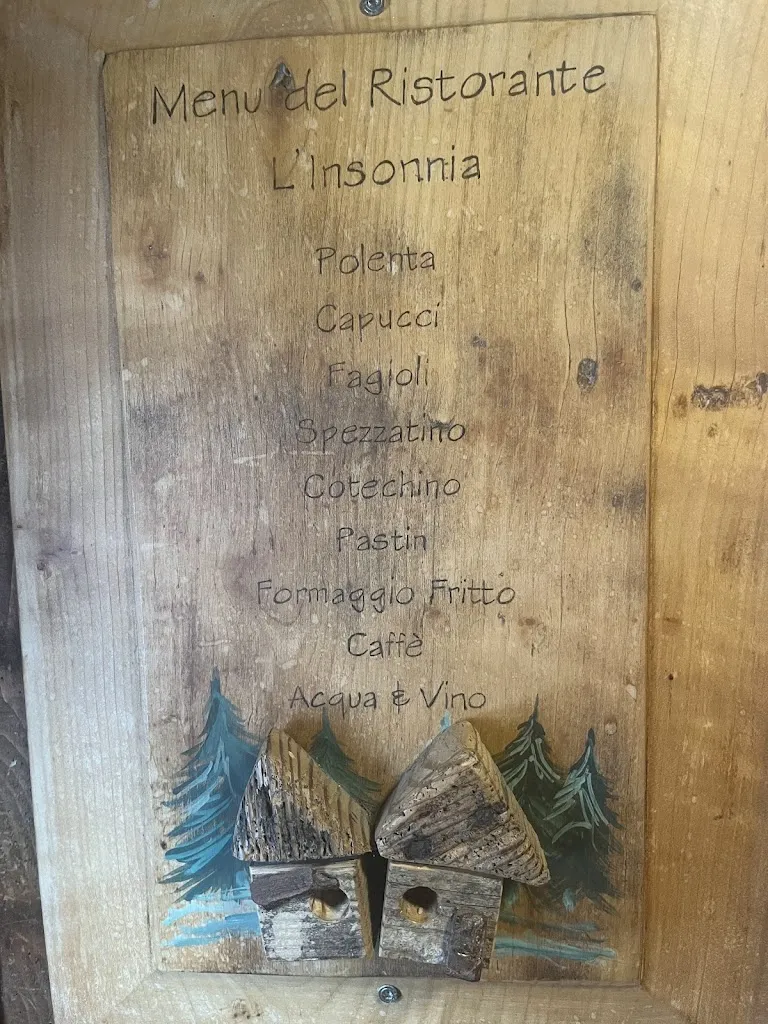 Menu del Ristorante
L'Insonnia
Polenta
Capucci
Fagioli
Spezzatino
Cotechino
Pastin
Formaggio Fritto
Caffè
Acqua & Vino